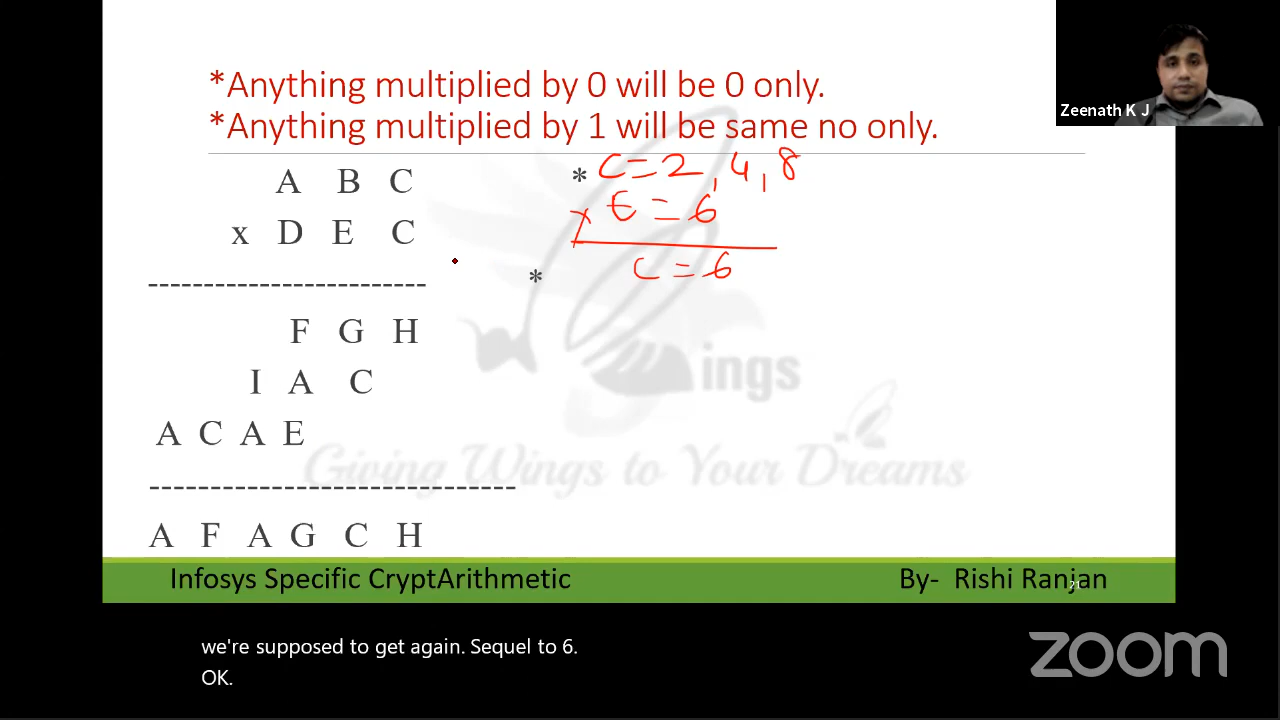 *Anything multiplied by 0 will be 0 only.
*Anything multiplied by 1 will be same no only.
Zeenath K J
A B C
* C = 2, 4, 8
x D E C
x E = 6
-------------------------
* C = 6
F G H
I A C
ings
A C A E
Giving Wings to Your Dreams
------------------------------
A F A G C H
Infosys Specific CryptArithmetic
By- Rishi Ranjan
21
we're supposed to get again. Sequel to 6.
OK.
zoom